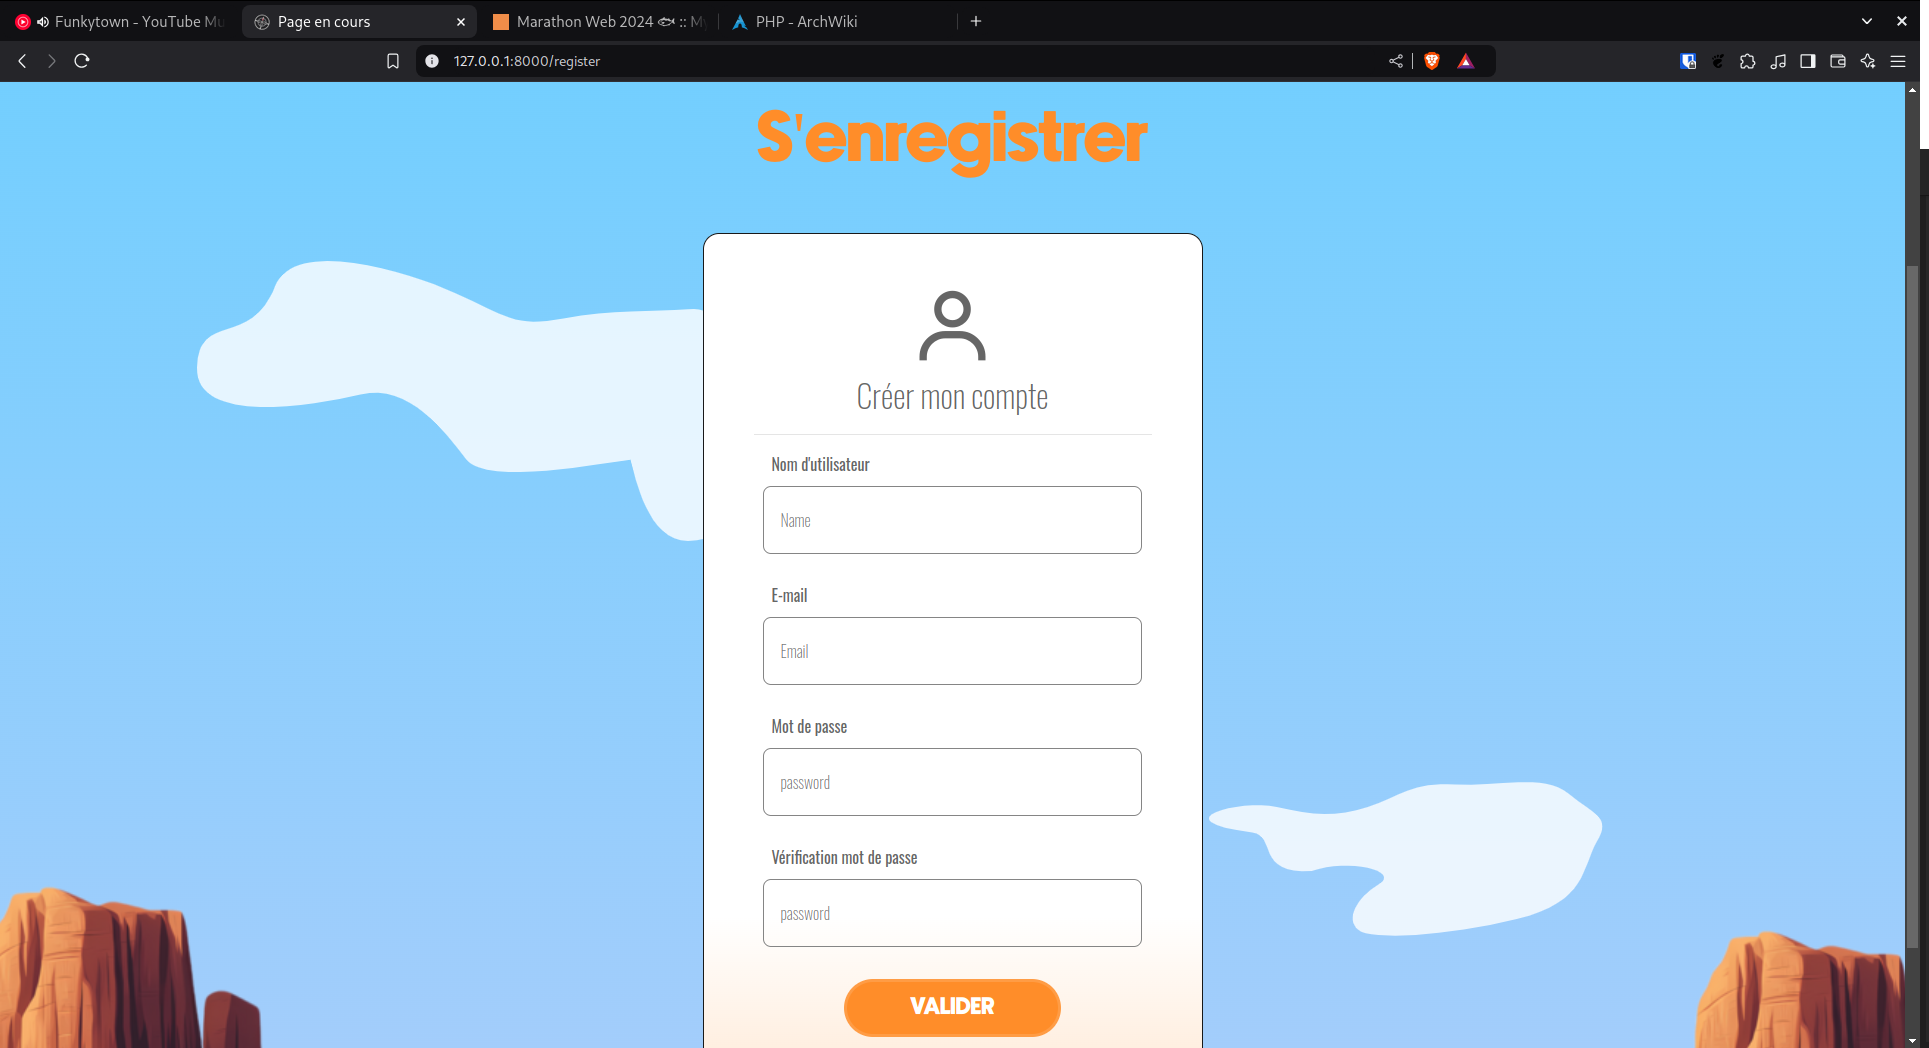 Funkytown - YouTube Mu
Page en cours
Marathon Web 2024 🐟 :: My
PHP - ArchWiki
127.0.0.1:8000/register
S'enregistrer
Créer mon compte
Nom d'utilisateur
Name
E-mail
Email
Mot de passe
password
Vérification mot de passe
password
VALIDER